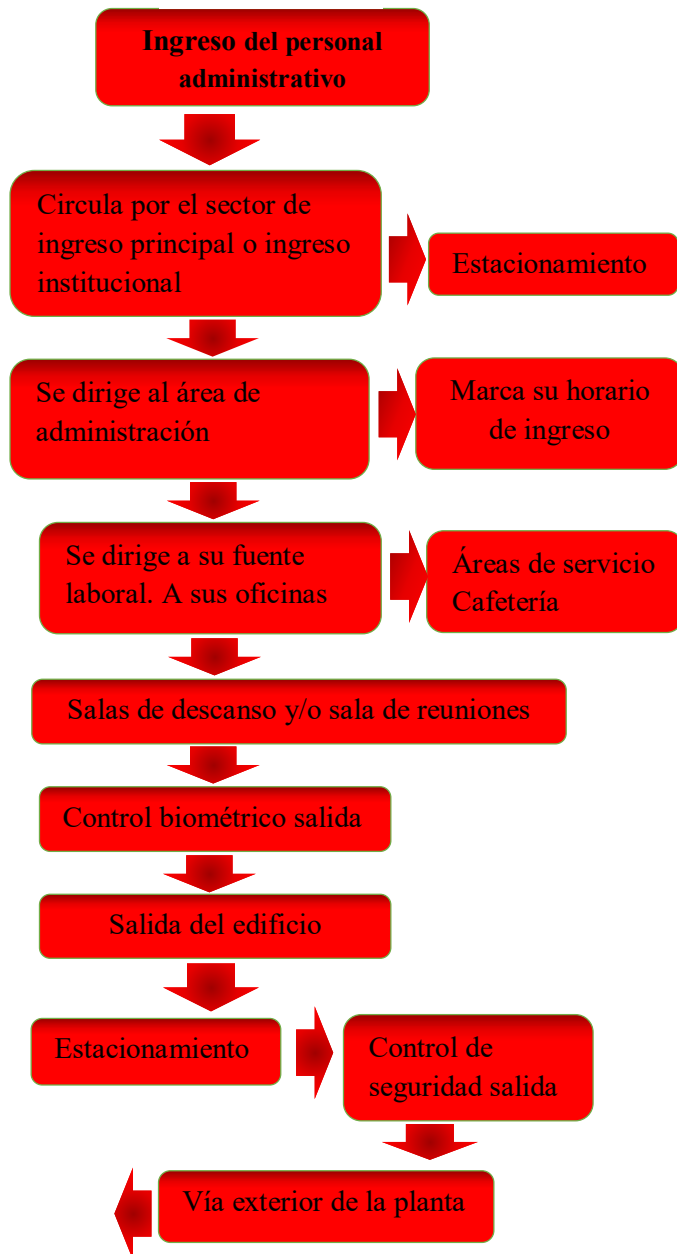 Ingreso del personal
administrativo
Circula por el sector de
ingreso principal o ingreso
institucional
Estacionamiento
Se dirige al área de
administración
Marca su horario
de ingreso
Se dirige a su fuente
laboral. A sus oficinas
Áreas de servicio
Cafetería
Salas de descanso y/o sala de reuniones
Control biométrico salida
Salida del edificio
Estacionamiento
Control de
seguridad salida
Vía exterior de la planta